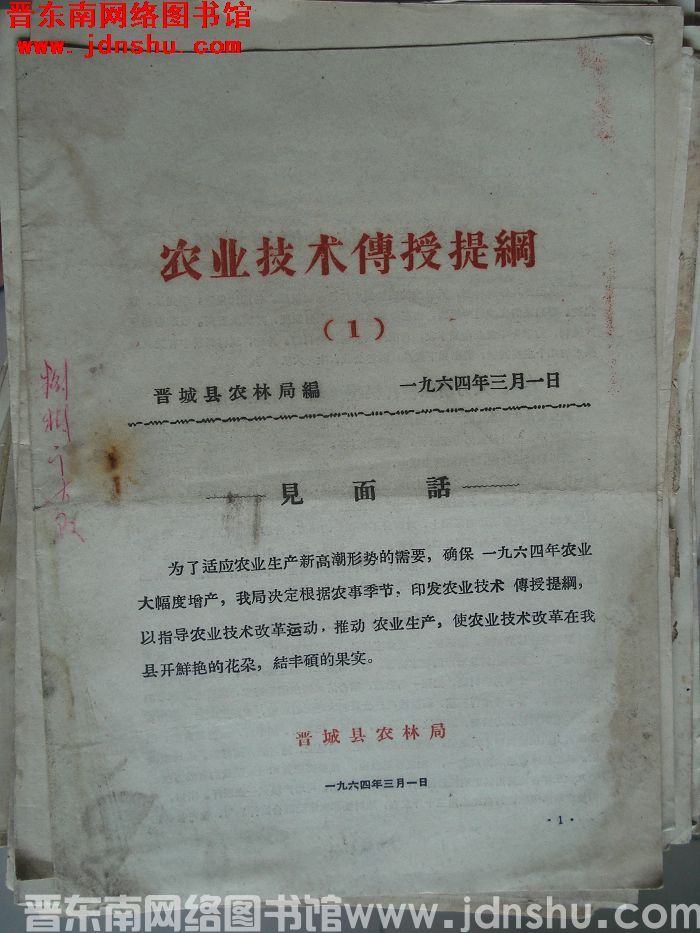 晋东南网络图书馆
www.jdnshu.com
农业技术傳授提綱
(1)
晋城县农林局編 一九六四年三月一日
見面話
为了适应农业生产新高潮形势的需要，确保一九六四年农业
大幅度增产，我局决定根据农事季节，印发农业技术傳授提綱，
以指导农业技术改革运动，推动农业生产，使农业技术改革在我
县开鮮艳的花朶，結丰碩的果实。
晋城县农林局
一九六四年三月一日
·1·
晋东南网络图书馆www.jdnshu.com